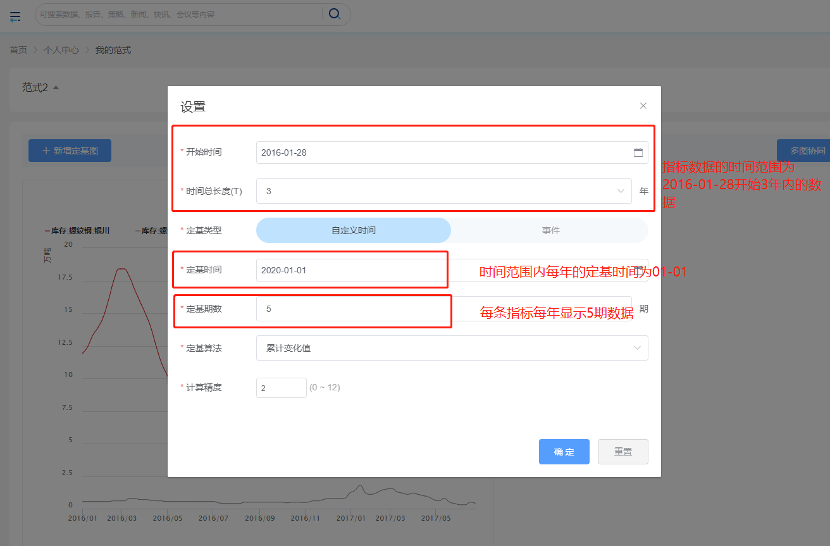 可搜索数据、报告、策略、新闻、快讯、会议等内容
首页 > 个人中心 > 我的范式
范式2
设置
* 开始时间 2016-01-28
* 时间总长度(T) 3 年
指标数据的时间范围为
2016-01-28开始3年内的数
据
* 定基类型 自定义时间 事件
* 定基时间 2020-01-01
时间范围内每年的定基时间为01-01
* 定基期数 5 期
每条指标每年显示5期数据
* 定基算法 累计变化值
* 计算精度 2 (0 ~ 12)
确定 重置
+ 新增定基图
多图协同
库存:螺纹钢:银川
库存:螺
万吨
20
17.5
15
12.5
10
7.5
5
2.5
0
2016/01 2016/03 2016/05 2016/07 2016/09 2016/11 2017/01 2017/03 2017/05